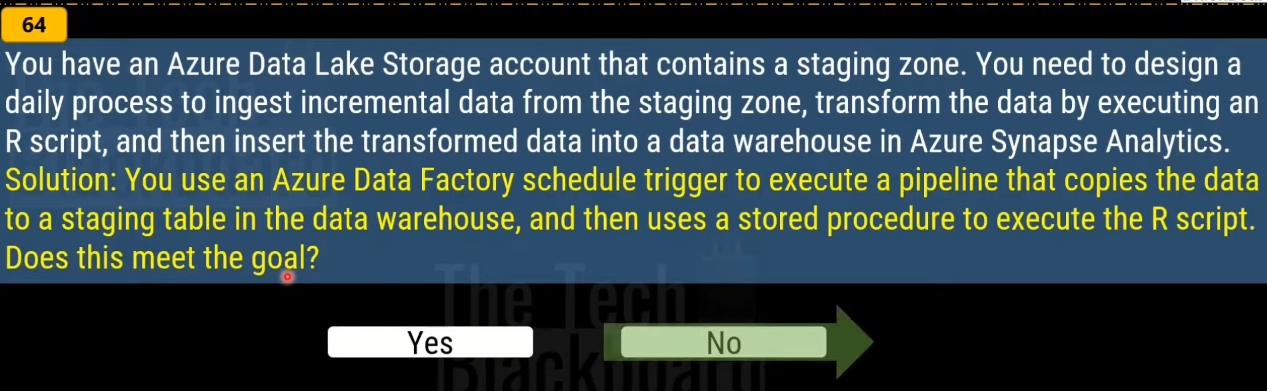 64
You have an Azure Data Lake Storage account that contains a staging zone. You need to design a
daily process to ingest incremental data from the staging zone, transform the data by executing an
R script, and then insert the transformed data into a data warehouse in Azure Synapse Analytics.
Solution: You use an Azure Data Factory schedule trigger to execute a pipeline that copies the data
to a staging table in the data warehouse, and then uses a stored procedure to execute the R script.
Does this meet the goal?
The Tech
Yes No
Blackboard